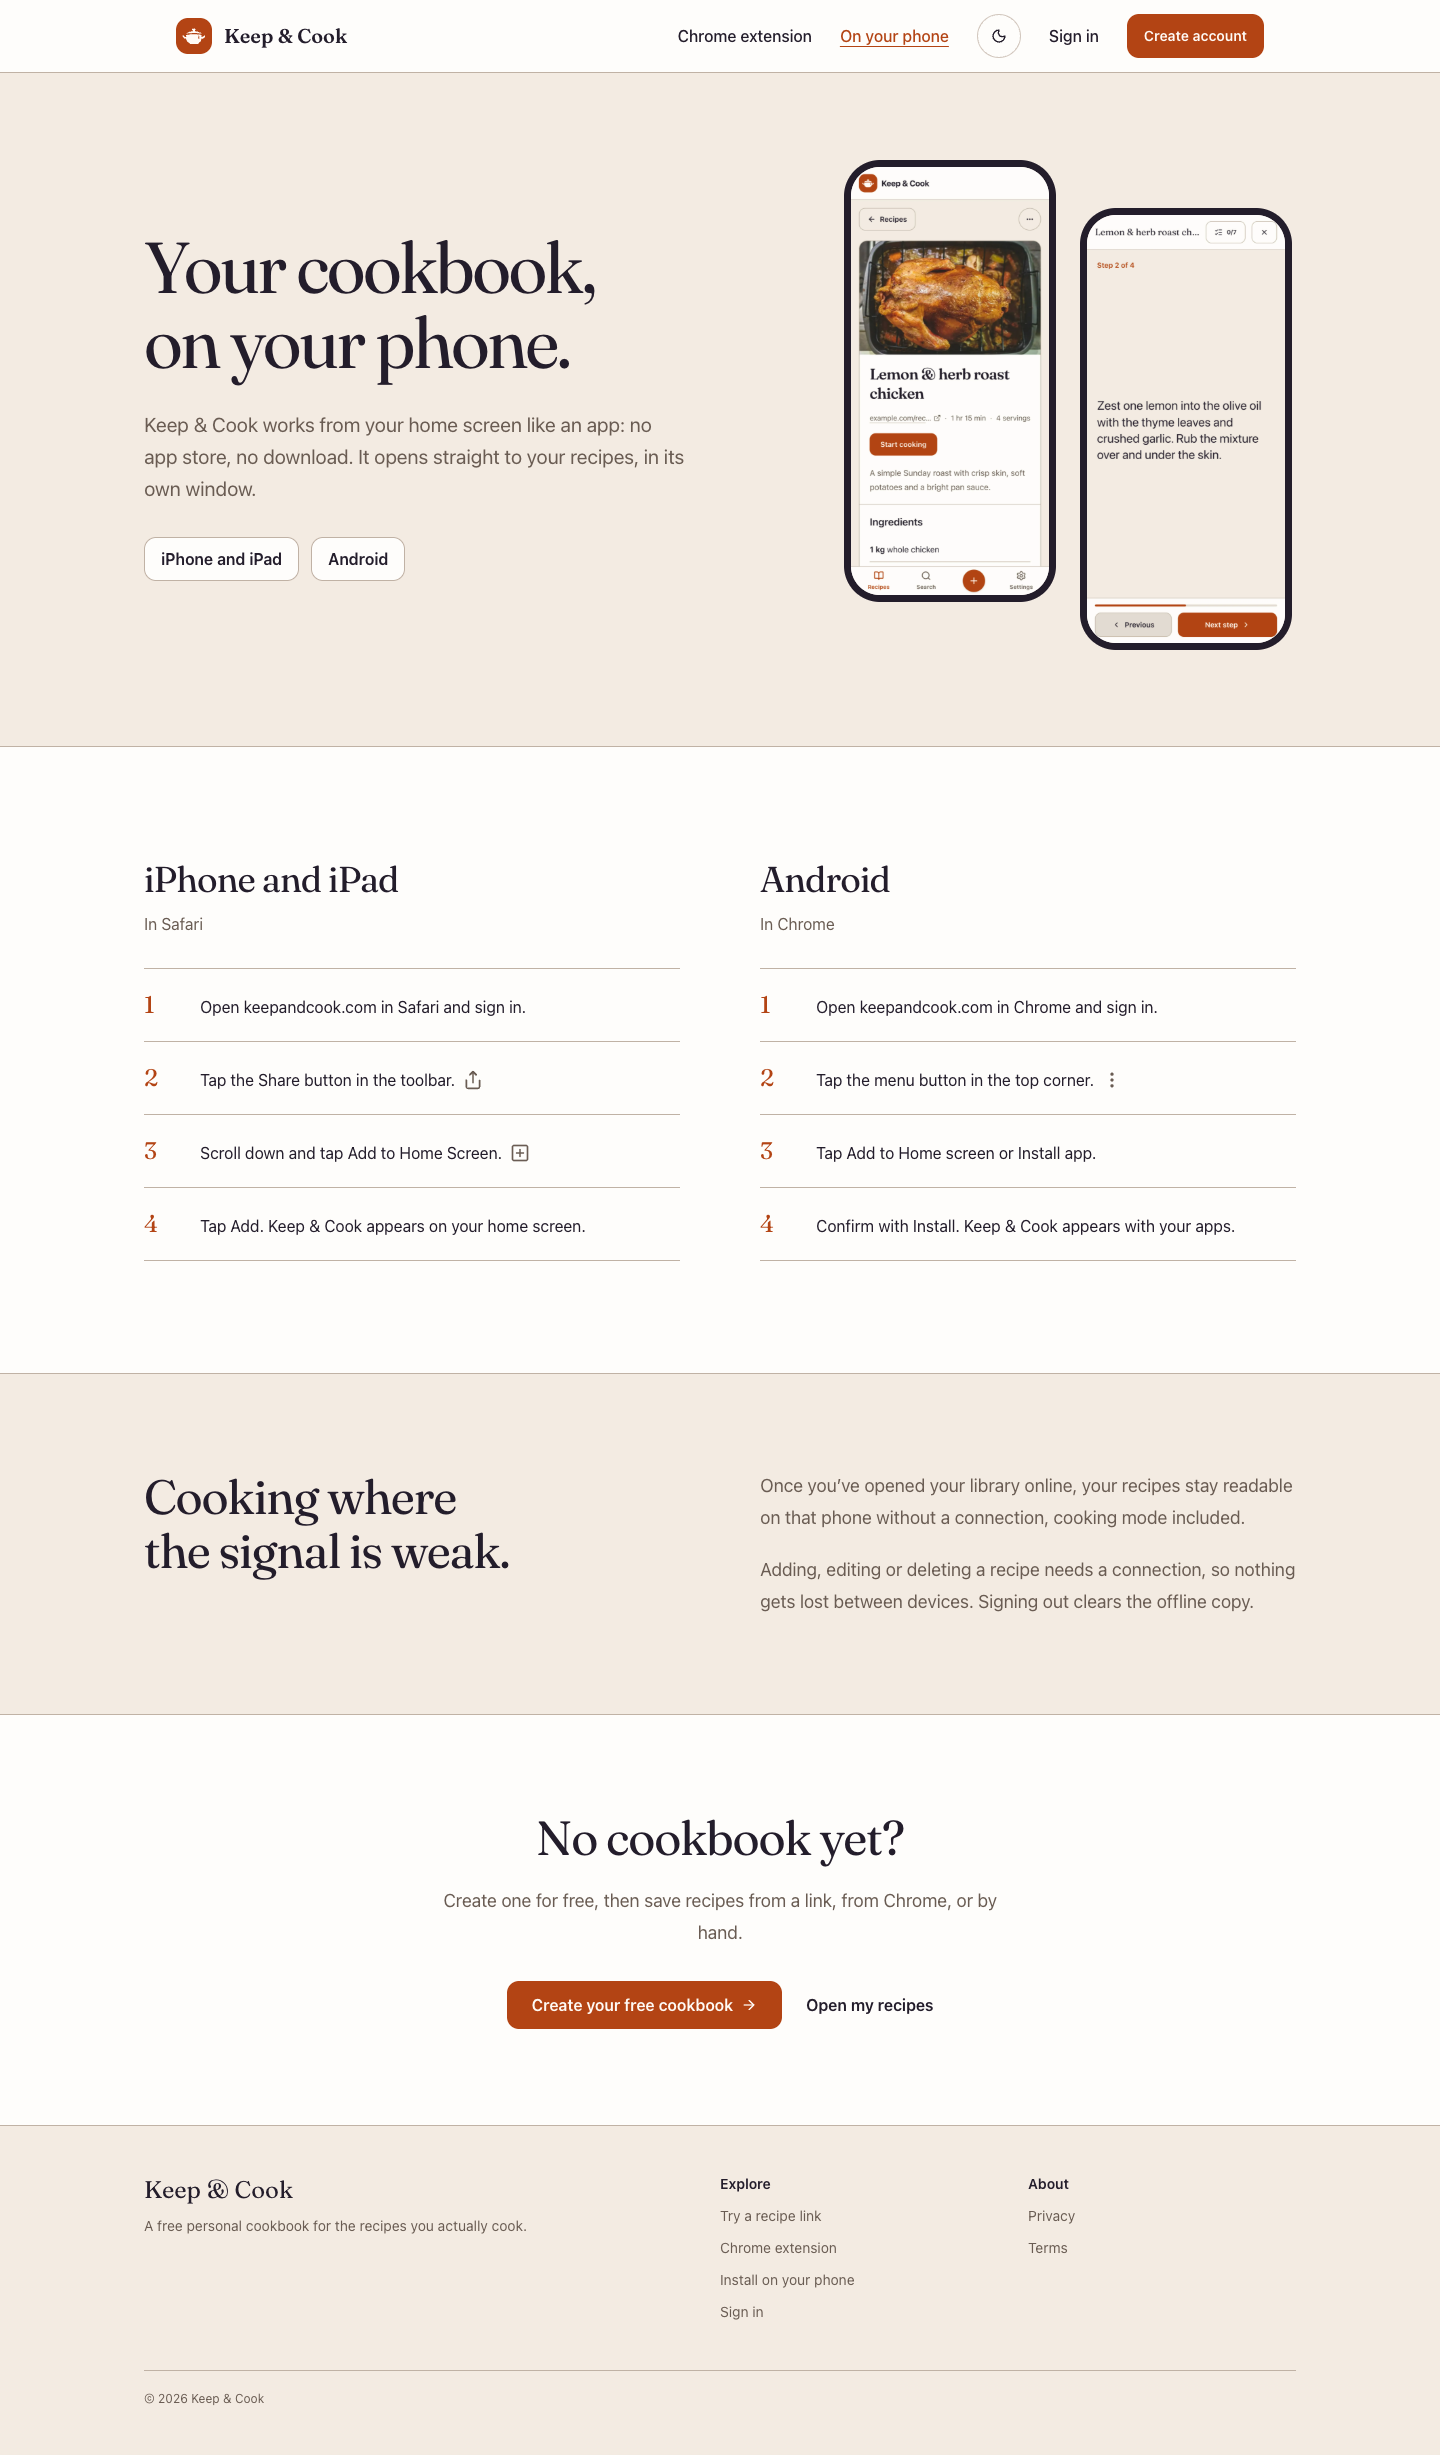 Keep & Cook
Chrome extension
On your phone
Sign in
Create account
Your cookbook,
on your phone.
Keep & Cook works from your home screen like an app: no
app store, no download. It opens straight to your recipes, in its
own window.
iPhone and iPad
Android
Keep & Cook
Recipes
Lemon & herb roast
chicken
example.com/rec... · 1 hr 15 min · 4 servings
Start cooking
A simple Sunday roast with crisp skin, soft
potatoes and a bright pan sauce.
Ingredients
1 kg whole chicken
Recipes
Search
Settings
Lemon & herb roast ch...
0/7
Step 2 of 4
Zest one lemon into the olive oil
with the thyme leaves and
crushed garlic. Rub the mixture
over and under the skin.
Previous
Next step
iPhone and iPad
In Safari
1 Open keepandcook.com in Safari and sign in.
2 Tap the Share button in the toolbar.
3 Scroll down and tap Add to Home Screen.
4 Tap Add. Keep & Cook appears on your home screen.
Android
In Chrome
1 Open keepandcook.com in Chrome and sign in.
2 Tap the menu button in the top corner.
3 Tap Add to Home screen or Install app.
4 Confirm with Install. Keep & Cook appears with your apps.
Cooking where
the signal is weak.
Once you’ve opened your library online, your recipes stay readable
on that phone without a connection, cooking mode included.
Adding, editing or deleting a recipe needs a connection, so nothing
gets lost between devices. Signing out clears the offline copy.
No cookbook yet?
Create one for free, then save recipes from a link, from Chrome, or by
hand.
Create your free cookbook
Open my recipes
Keep & Cook
A free personal cookbook for the recipes you actually cook.
Explore
Try a recipe link
Chrome extension
Install on your phone
Sign in
About
Privacy
Terms
© 2026 Keep & Cook